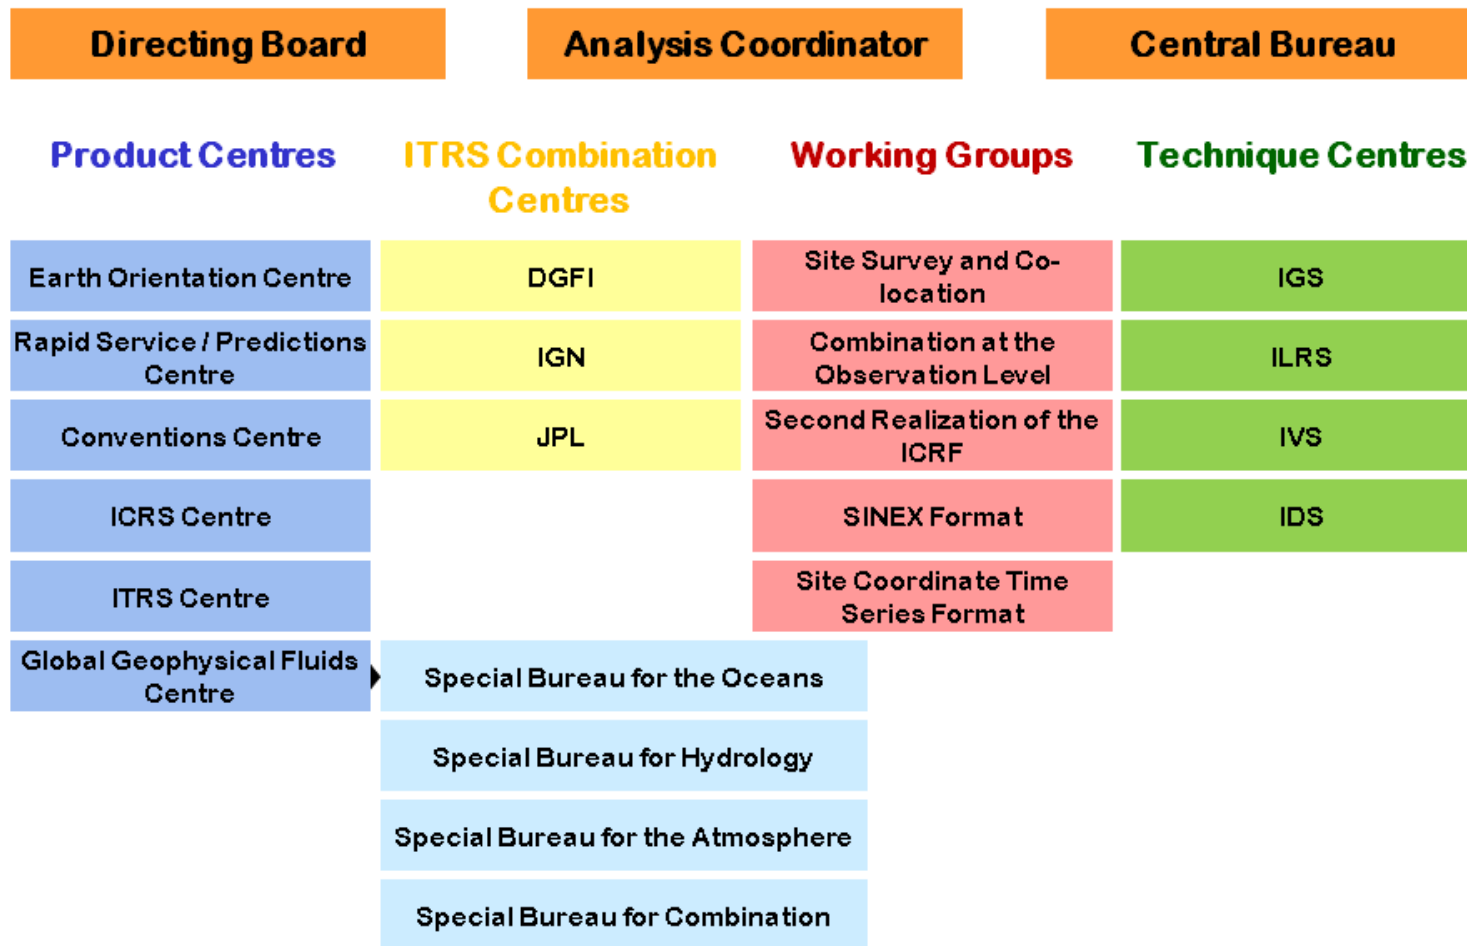 Directing Board
Analysis Coordinator
Central Bureau
Product Centres
ITRS Combination
Centres
Working Groups
Technique Centres
Earth Orientation Centre
Rapid Service / Predictions
Centre
Conventions Centre
ICRS Centre
ITRS Centre
Global Geophysical Fluids
Centre
DGFI
IGN
JPL
Special Bureau for the Oceans
Special Bureau for Hydrology
Special Bureau for the Atmosphere
Special Bureau for Combination
Site Survey and Co-
location
Combination at the
Observation Level
Second Realization of the
ICRF
SINEX Format
Site Coordinate Time
Series Format
IGS
ILRS
IVS
IDS